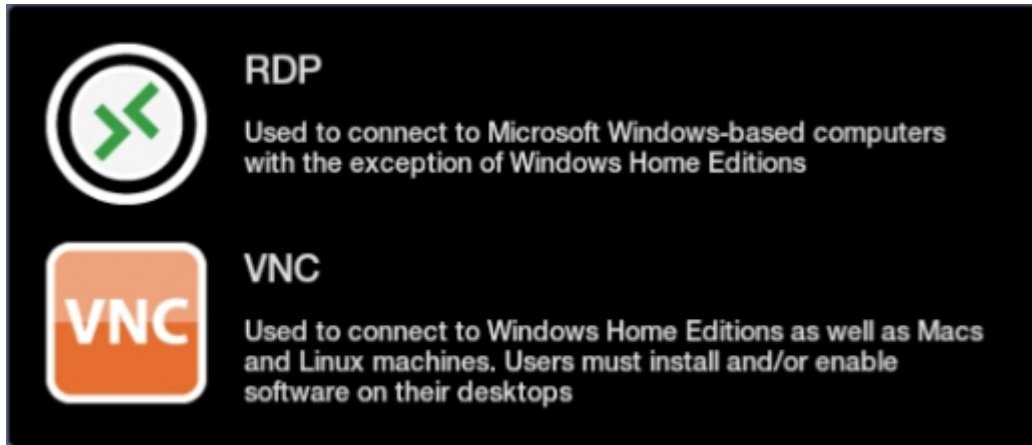 RDP
Used to connect to Microsoft Windows-based computers
with the exception of Windows Home Editions
VNC
VNC
Used to connect to Windows Home Editions as well as Macs
and Linux machines. Users must install and/or enable
software on their desktops